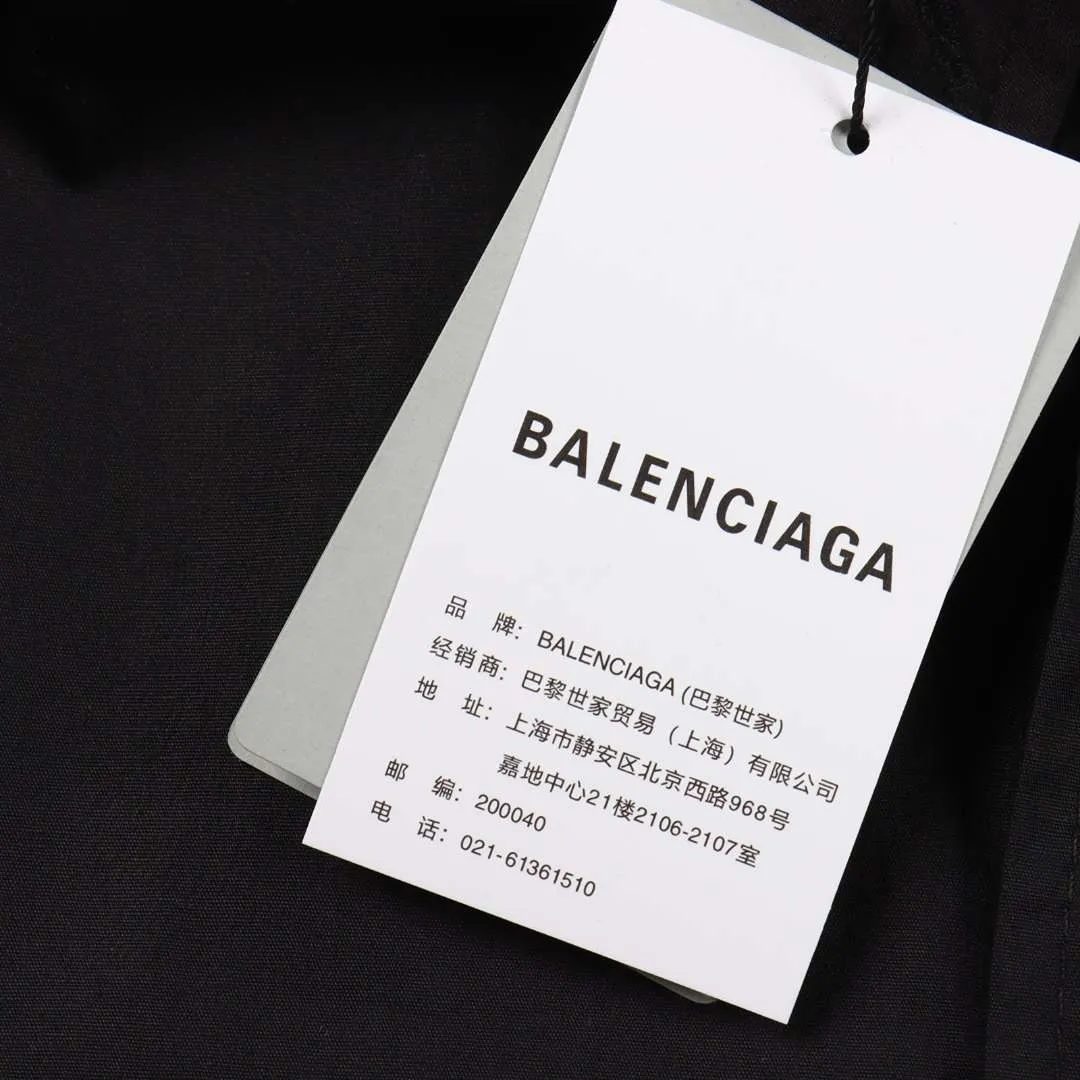 BALENCIAGA
品 牌: BALENCIAGA (巴黎世家)
经销商: 巴黎世家贸易（上海）有限公司
地 址: 上海市静安区北京西路968号
嘉地中心21楼2106-2107室
邮 编: 200040
电 话: 021-61361510